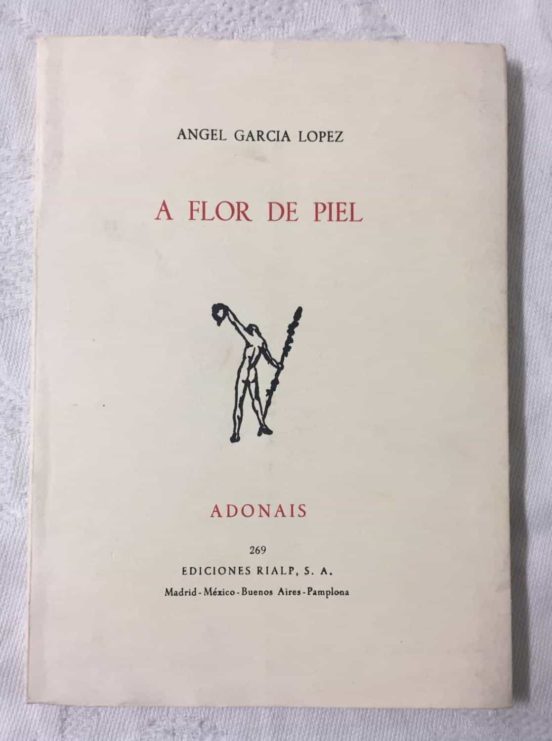 ANGEL GARCIA LOPEZ
A FLOR DE PIEL
ADONAIS
269
EDICIONES RIALP, S. A.
Madrid - México - Buenos Aires - Pamplona